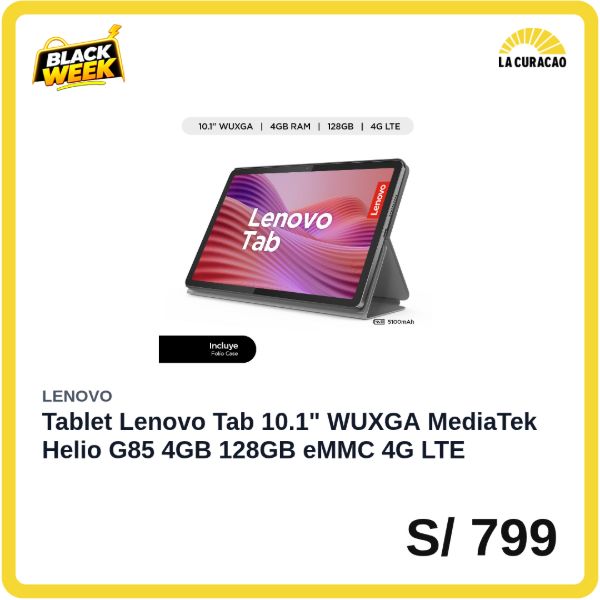 BLACK
WEEK
LA CURACAO
10.1" WUXGA | 4GB RAM | 128GB | 4G LTE
Lenovo
Tab
Lenovo
5100mAh
Incluye
Folio Case
LENOVO
Tablet Lenovo Tab 10.1" WUXGA MediaTek
Helio G85 4GB 128GB eMMC 4G LTE
S/ 799